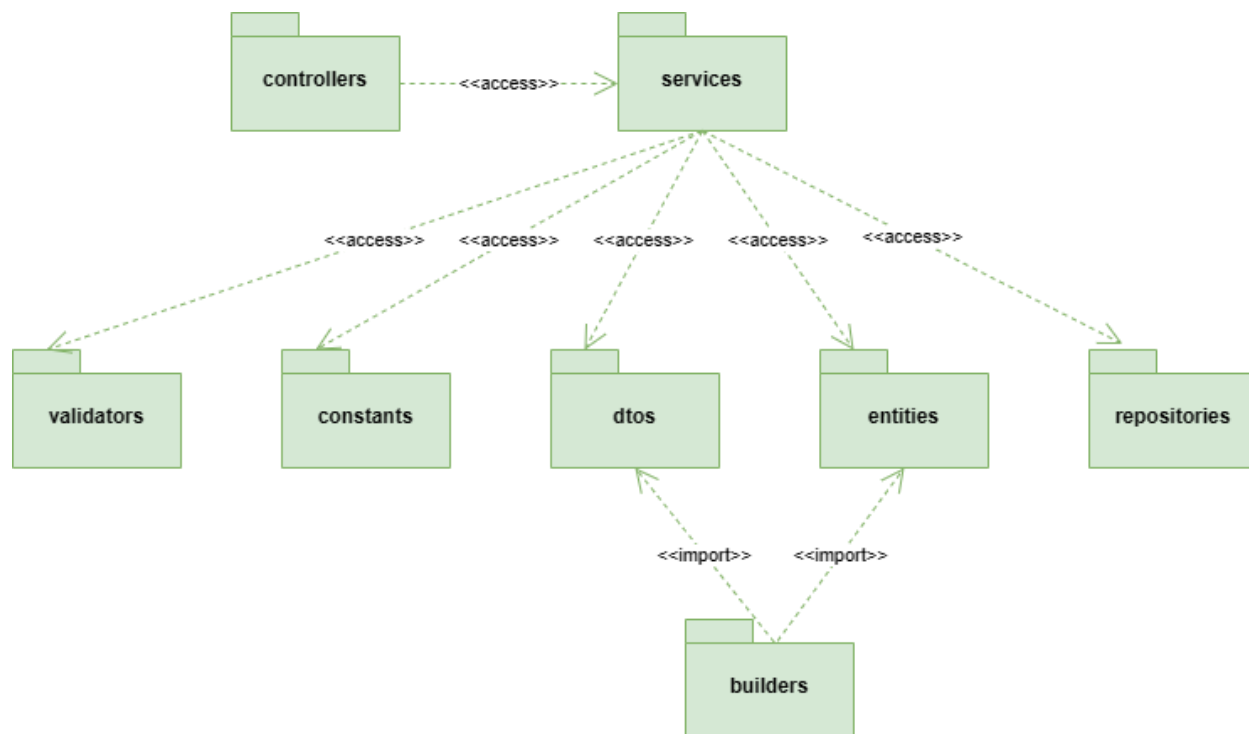 controllers
<<access>>
services
<<access>>
<<access>>
<<access>>
<<access>>
<<access>>
validators
constants
dtos
entities
repositories
<<import>>
<<import>>
builders